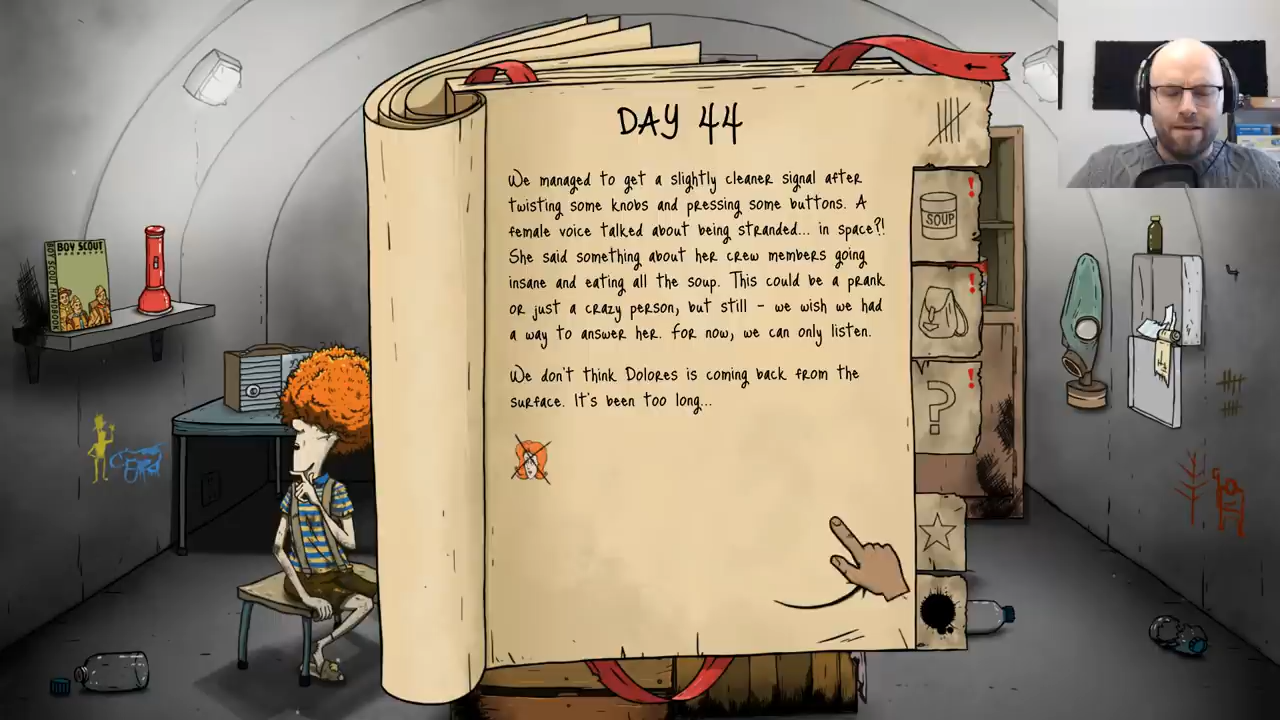 DAY 44
We managed to get a slightly cleaner signal after
twisting some knobs and pressing some buttons. A
female voice talked about being stranded... in space?!
She said something about her crew members going
insane and eating all the soup. This could be a prank
or just a crazy person, but still - we wish we had
a way to answer her. For now, we can only listen.
We don't think Dolores is coming back from the
surface. It's been too long...
SOUP
!
!
?
!
BOY SCOUT
BOY SCOUT HANDBOOK